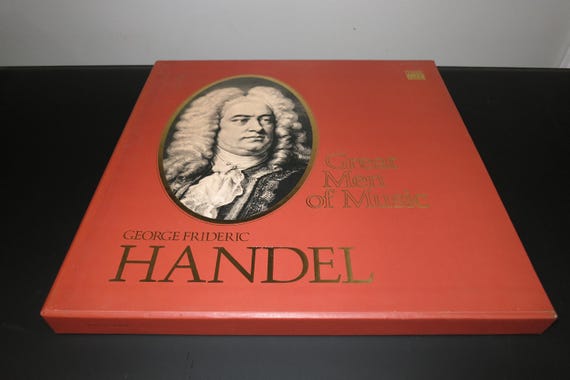 Great
Men
of Music
GEORGE FRIDERIC
HANDEL